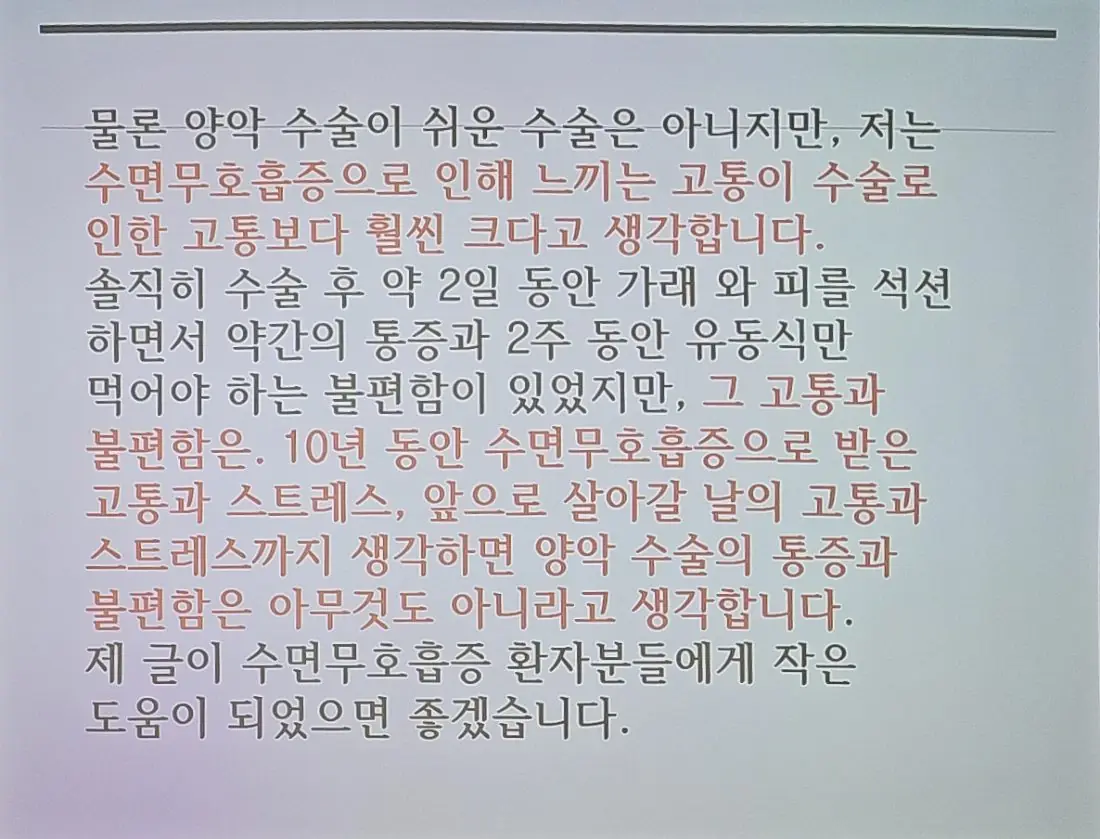 물론 양악 수술이 쉬운 수술은 아니지만, 저는
수면무호흡증으로 인해 느끼는 고통이 수술로
인한 고통보다 훨씬 크다고 생각합니다.
솔직히 수술 후 약 2일 동안 가래 와 피를 석션
하면서 약간의 통증과 2주 동안 유동식만
먹어야 하는 불편함이 있었지만, 그 고통과
불편함은. 10년 동안 수면무호흡증으로 받은
고통과 스트레스, 앞으로 살아갈 날의 고통과
스트레스까지 생각하면 양악 수술의 통증과
불편함은 아무것도 아니라고 생각합니다.
제 글이 수면무호흡증 환자분들에게 작은
도움이 되었으면 좋겠습니다.